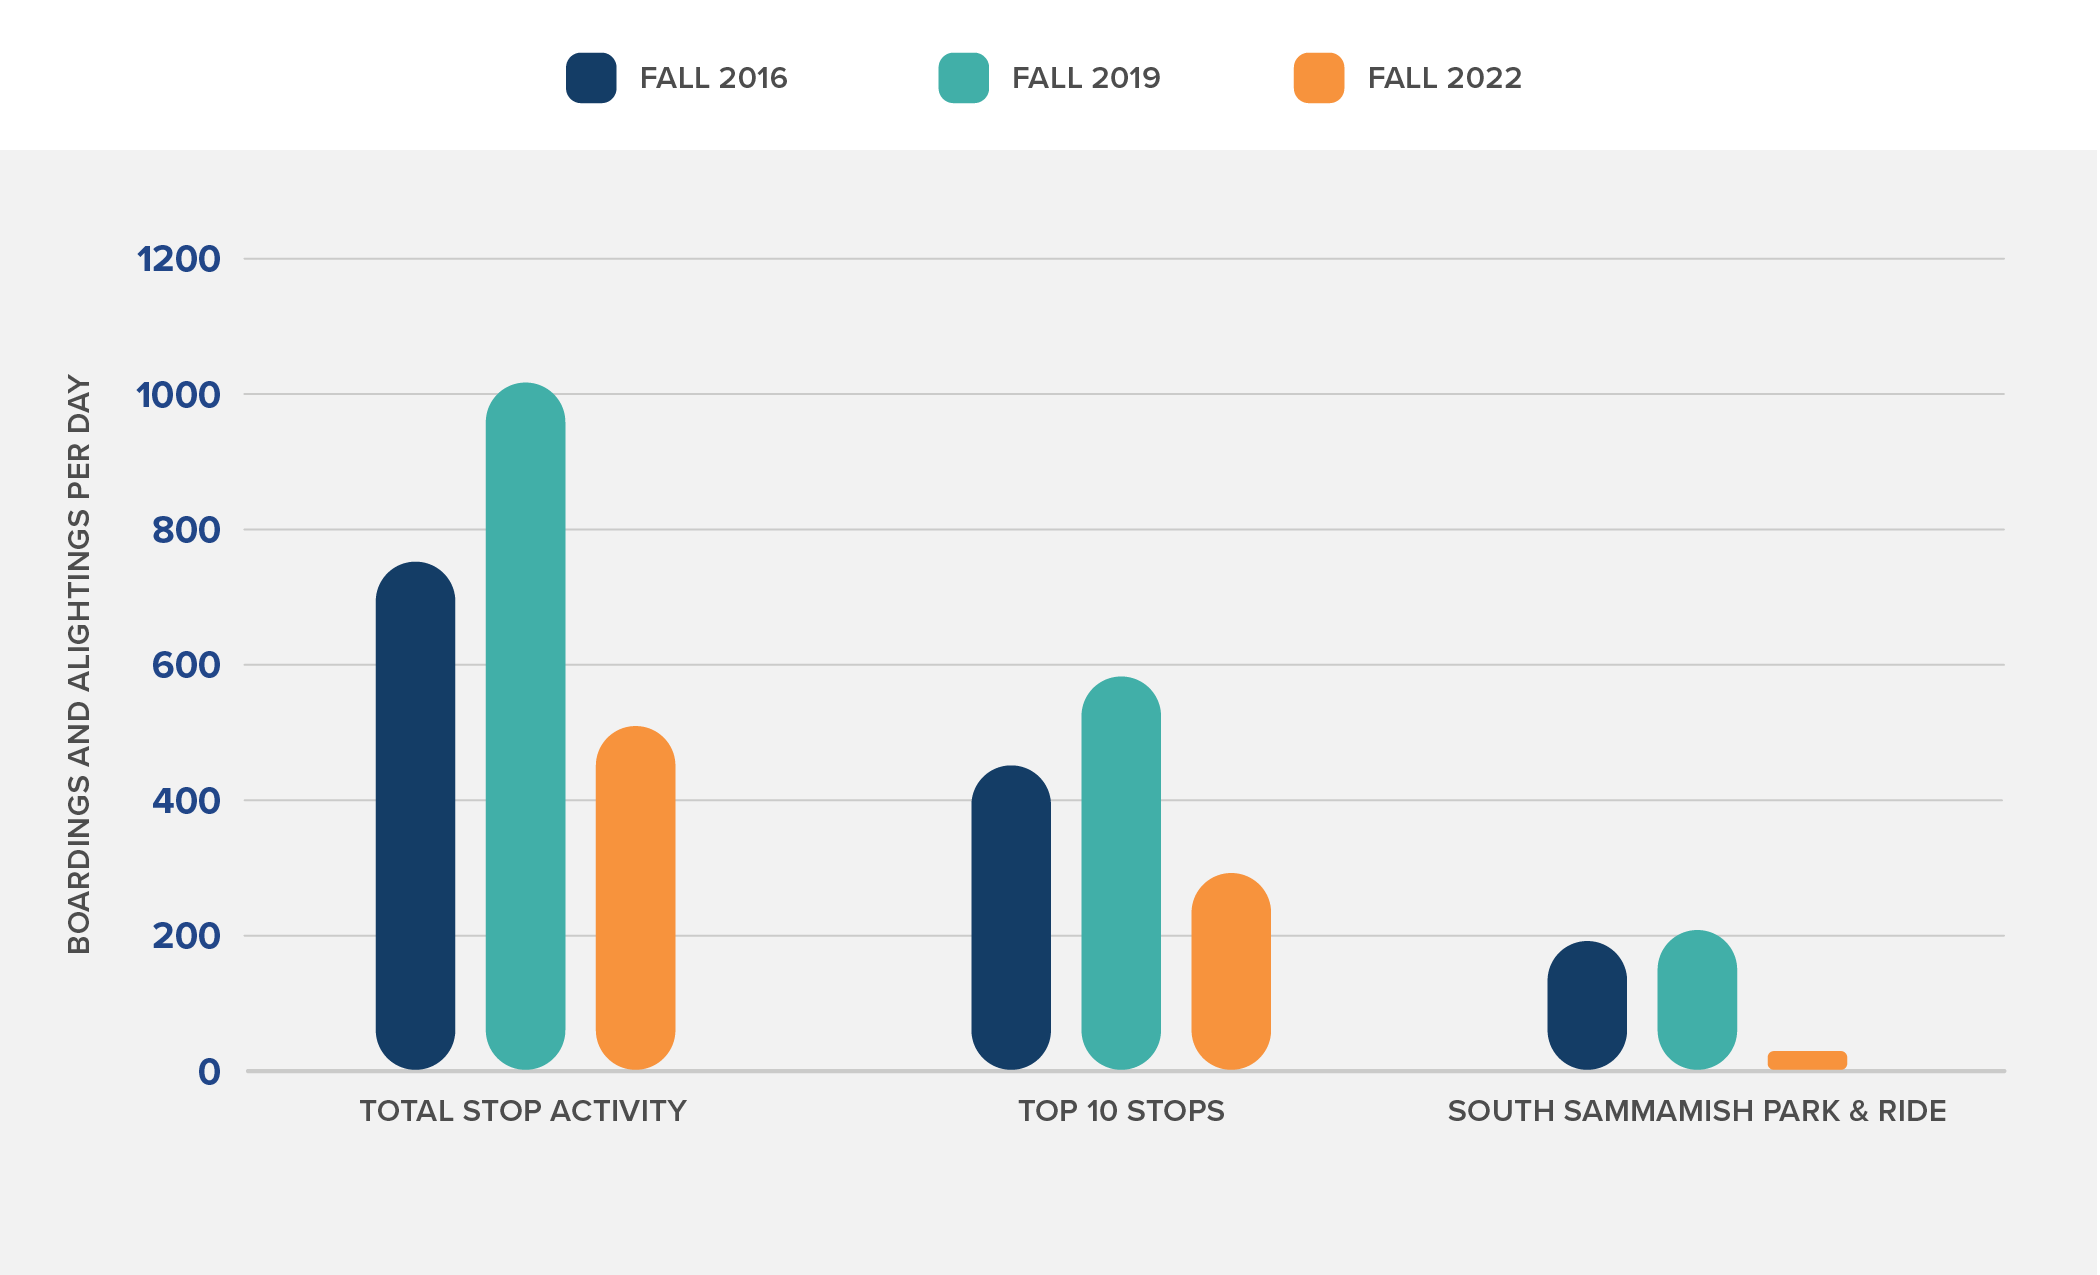 FALL 2016
FALL 2019
FALL 2022
BOARDINGS AND ALIGHTINGS PER DAY
1200
1000
800
600
400
200
0
TOTAL STOP ACTIVITY
TOP 10 STOPS
SOUTH SAMMAMISH PARK & RIDE